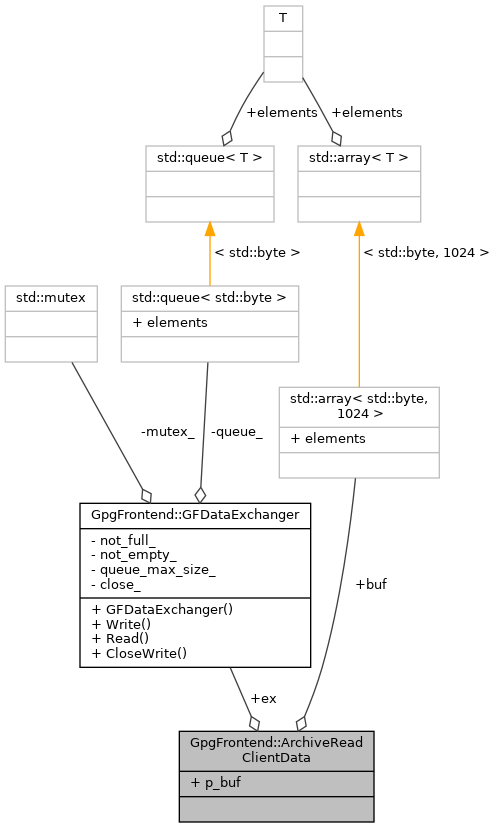 T
+elements
+elements
std::queue< T >
std::array< T >
< std::byte >
< std::byte, 1024 >
std::mutex
std::queue< std::byte >
+ elements
std::array< std::byte,
1024 >
+ elements
-mutex_
-queue_
GpgFrontend::GFDataExchanger
- not_full_
- not_empty_
- queue_max_size_
- close_
+ GFDataExchanger()
+ Write()
+ Read()
+ CloseWrite()
+buf
+ex
GpgFrontend::ArchiveRead
ClientData
+ p_buf